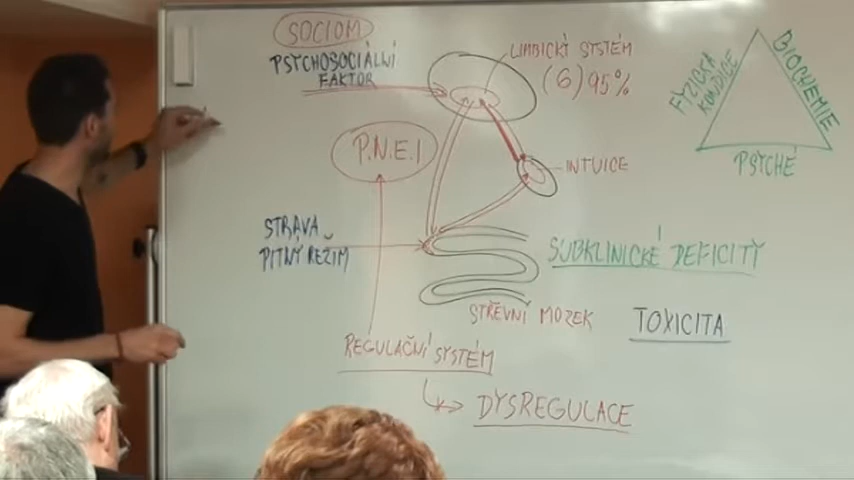 SOCIOM
PSYCHOSOCIÁLNÍ
FAKTOR
LIMBICKÝ SYSTÉM
(6) 95%
FYZICKÁ
KONDICE
BIOCHEMIE
PSYCHÉ
P.N.E.I
INTUICE
STRAVA
PITNÝ REŽIM
SUBKLINICKÉ DEFICITY
STŘEVNÍ MOZEK
TOXICITA
REGULAČNÍ SYSTÉM
DYSREGULACE